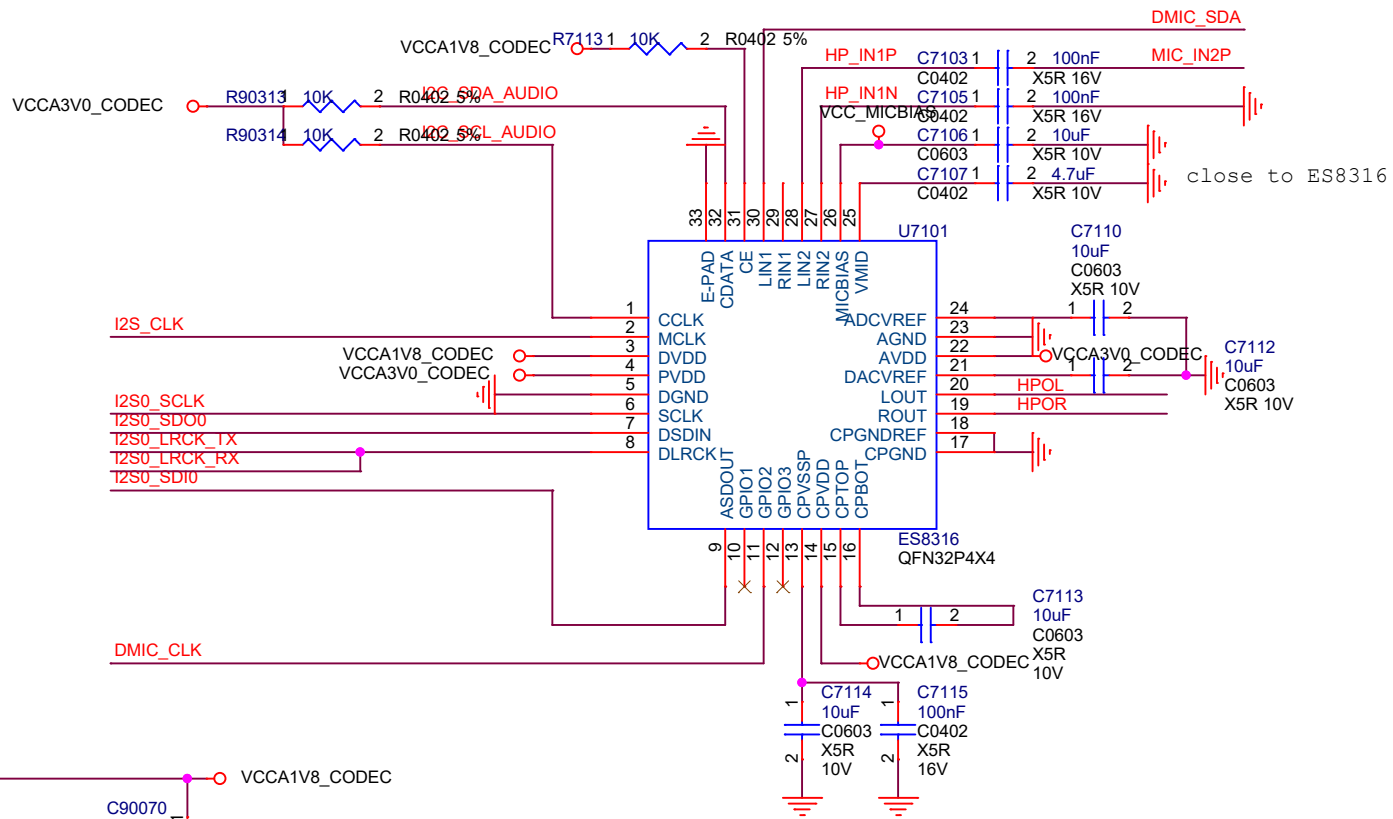 DMIC_SDA
VCCA1V8_CODEC R7113 1 10K 2 R0402 5%
HP_IN1P C7103 1 2 100nF MIC_IN2P
C0402 X5R 16V
VCCA3V0_CODEC R90313 1 10K 2 R0402 5% I2C_SDA_AUDIO
HP_IN1N C7105 1 2 100nF
VCC_MICBIAS C0402 X5R 16V
R90314 1 10K 2 R0402 5% I2C_SCL_AUDIO
C7106 1 2 10uF
C0603 X5R 10V
C7107 1 2 4.7uF close to ES8316
C0402 X5R 10V
33 32 31 30 29 28 27 26 25
U7101
E-PAD CDATA CE LIN1 RIN1 LIN2 RIN2 MICBIAS VMID
C7110
10uF
C0603
X5R 10V
1 CCLK ADCVREF 24 1 2
I2S_CLK 2 MCLK AGND 23
VCCA1V8_CODEC 3 DVDD AVDD 22 VCCA3V0_CODEC
VCCA3V0_CODEC 4 PVDD DACVREF 21 1 2
C7112
10uF
C0603
X5R 10V
5 DGND LOUT 20 HPOL
I2S0_SCLK 6 SCLK ROUT 19 HPOR
I2S0_SDO0 7 DSDIN CPGNDREF 18
I2S0_LRCK_TX 8 DLRCK CPGND 17
I2S0_LRCK_RX
I2S0_SDI0
ASDOUT GPIO1 GPIO2 GPIO3 CPVSSP CPVDD CPTOP CPBOT
9 10 11 12 13 14 15 16
ES8316
QFN32P4X4
1 2
C7113
10uF
C0603
X5R
10V
DMIC_CLK
VCCA1V8_CODEC
1 C7114
10uF
C0603
2 X5R
10V
1 C7115
100nF
C0402
2 X5R
16V
VCCA1V8_CODEC
C90070